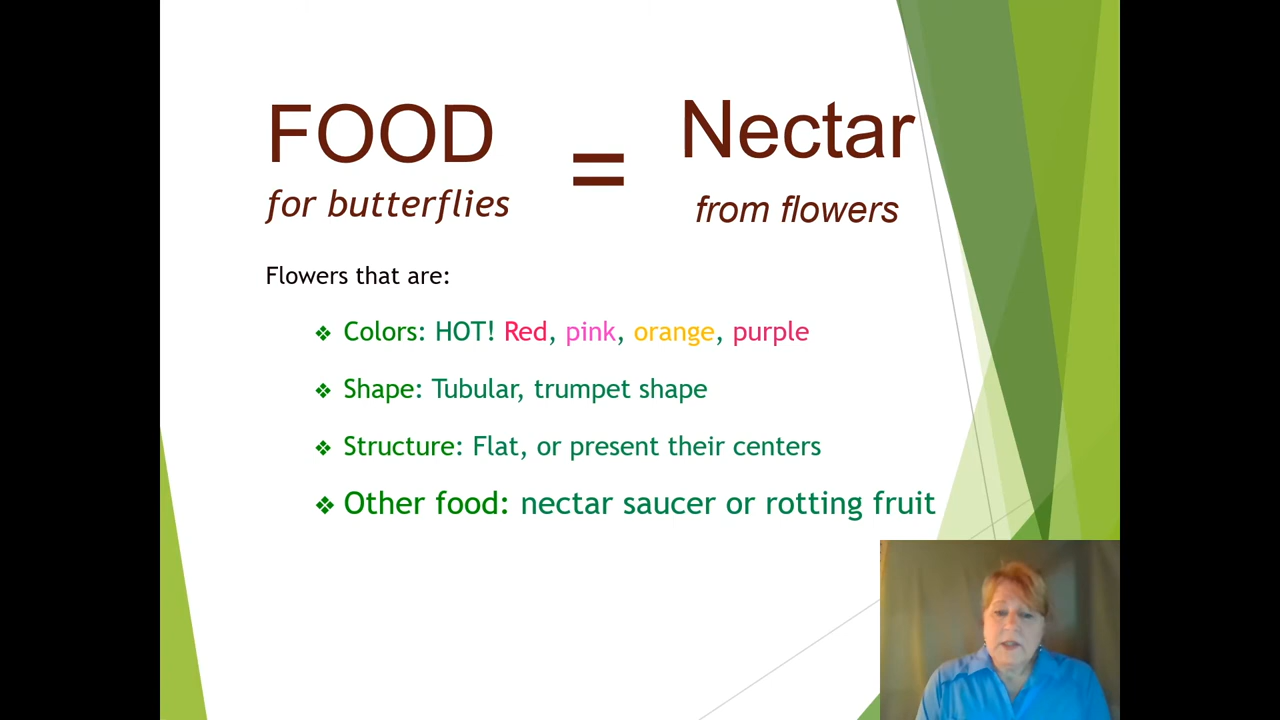 FOOD = Nectar
for butterflies from flowers
Flowers that are:
❖ Colors: HOT! Red, pink, orange, purple
❖ Shape: Tubular, trumpet shape
❖ Structure: Flat, or present their centers
❖ Other food: nectar saucer or rotting fruit